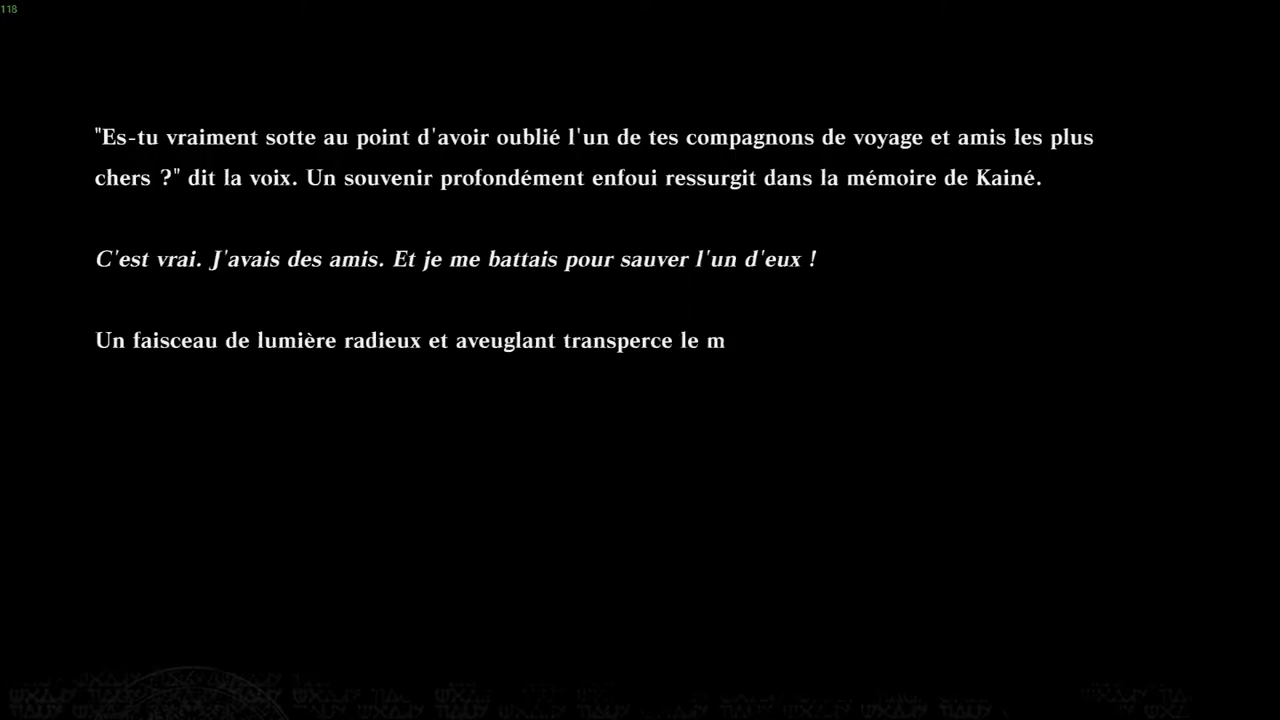 118
"Es-tu vraiment sotte au point d'avoir oublié l'un de tes compagnons de voyage et amis les plus
chers ?" dit la voix. Un souvenir profondément enfoui ressurgit dans la mémoire de Kainé.
C'est vrai. J'avais des amis. Et je me battais pour sauver l'un d'eux !
Un faisceau de lumière radieux et aveuglant transperce le m